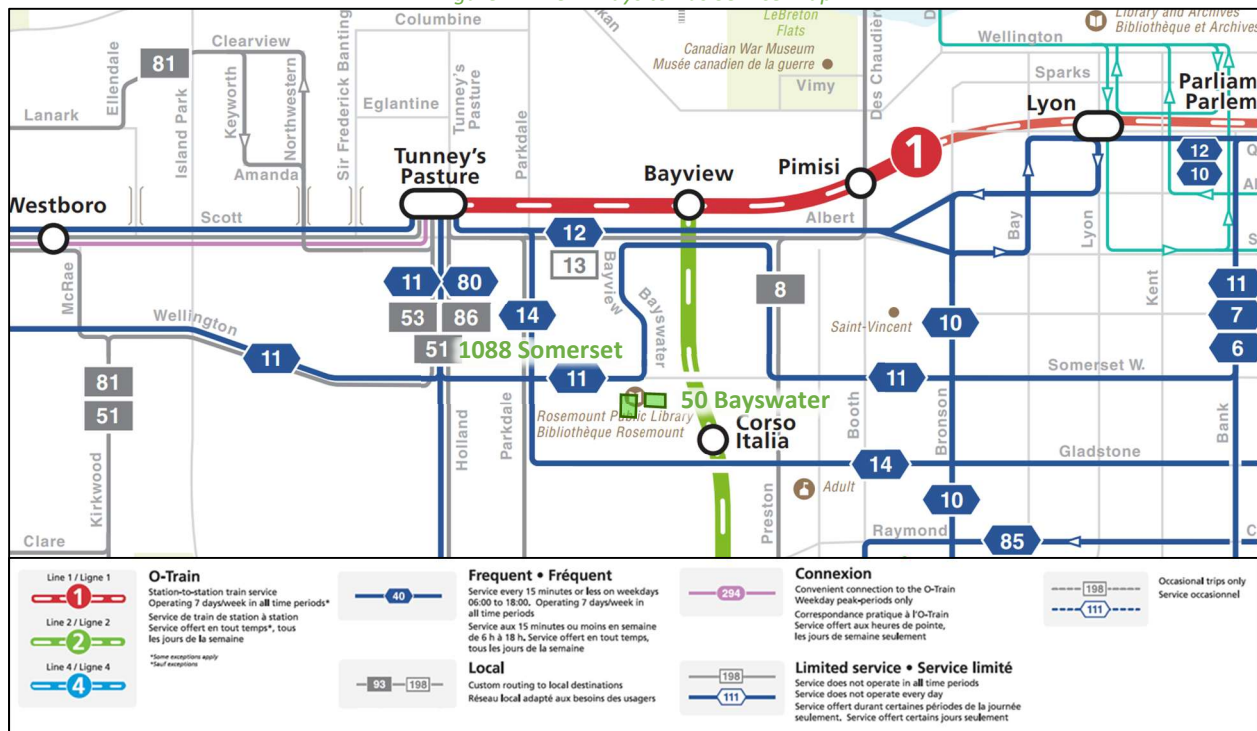 Columbine
Clearview
81
Ellendale
Island Park
Keyworth
Northwestern
Sir Frederick Banting
Tunney's
Pasture
Parkdale
Eglantine
Lanark
Amanda
Scott
LeBreton
Flats
Canadian War Museum
Musée canadien de la guerre
Vimy
Des Chaudière
Library and Archives
Bibliothèque et Archives
Wellington
Sparks
Lyon
Parliam
Parlem
Westboro
Tunney's
Pasture
Bayview
Pimisi
1
Albert
12
10
12
13
Bayview
Bayswater
8
Bay
Lyon
Kent
McRae
Wellington
11
11
80
53
86
51
14
1088 Somerset
11
Saint-Vincent
10
11
7
6
81
51
11
Somerset W.
50 Bayswater
Rosemount Public Library
Bibliothèque Rosemount
Corso
Italia
Holland
Parkdale
Booth
Bronson
Bank
14
Gladstone
Adult
10
Kirkwood
Preston
Clare
Raymond
85
Line 1 / Ligne 1
1
Line 2 / Ligne 2
2
Line 4 / Ligne 4
4
O-Train
Station-to-station train service
Operating 7 days/week in all time periods*
Service de train de station à station
Service offert en tout temps*, tous
les jours de la semaine
*Some exceptions apply
*Sauf exceptions
40
Frequent • Fréquent
Service every 15 minutes or less on weekdays
06:00 to 18:00. Operating 7 days/week in
all time periods
Service aux 15 minutes ou moins en semaine
de 6 h à 18 h. Service offert en tout temps,
tous les jours de la semaine
93
198
Local
Custom routing to local destinations
Réseau local adapté aux besoins des usagers
294
Connexion
Convenient connection to the O-Train
Weekday peak-periods only
Correspondance pratique à l'O-Train
Service offert aux heures de pointe,
les jours de semaine seulement
198
111
Limited service • Service limité
Service does not operate in all time periods
Service does not operate every day
Service offert durant certaines périodes de la journée
seulement. Service offert certains jours seulement
198
111
Occasional trips only
Service occasionnel